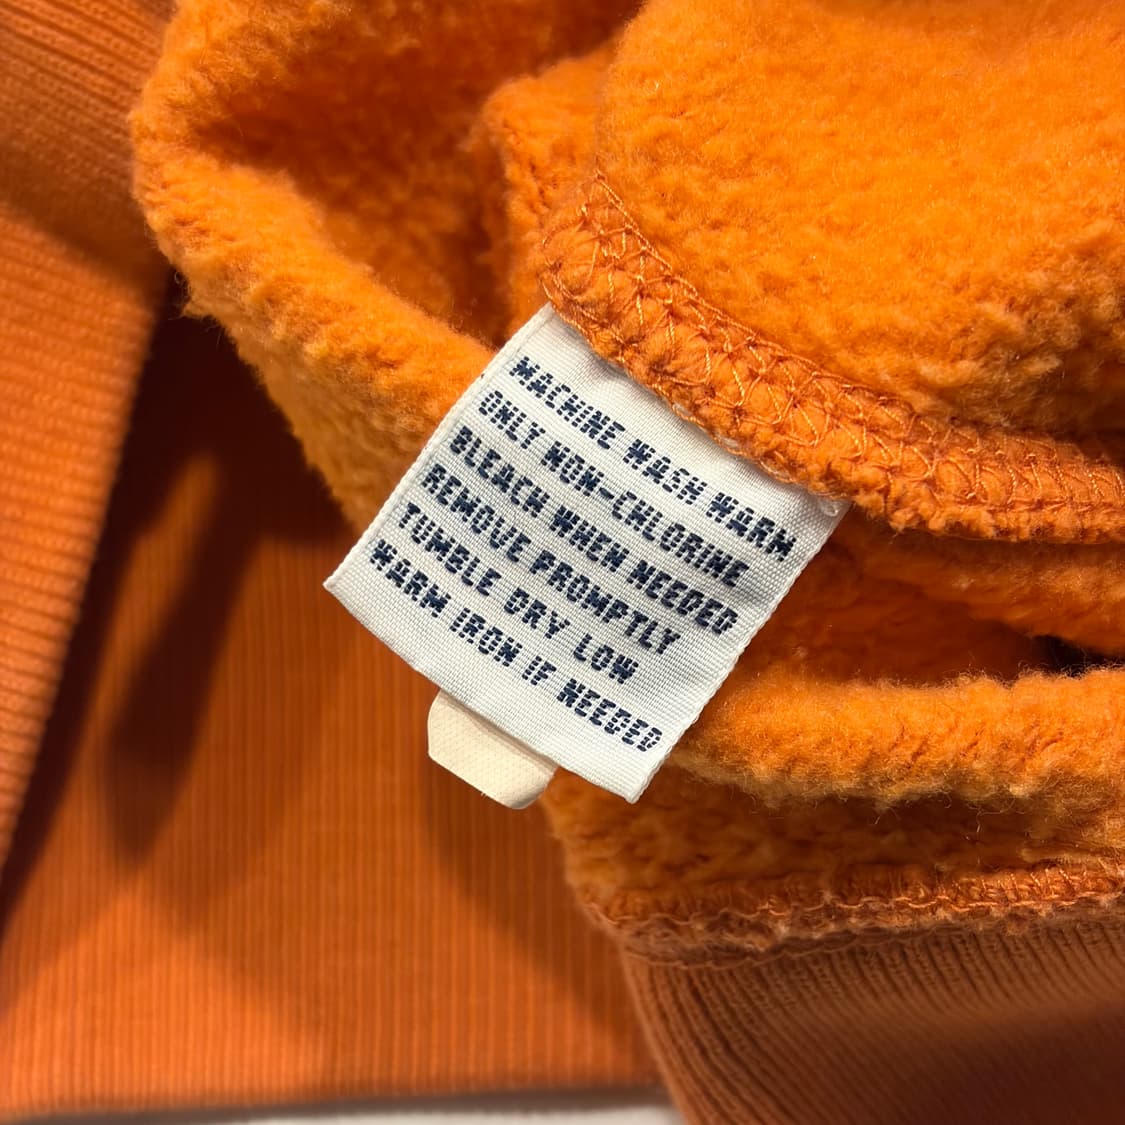 MACHINE WASH WARM
ONLY NON-CHLORINE
BLEACH WHEN NEEDED
REMOVE PROMPTLY
TUMBLE DRY LOW
WARM IRON IF NEEDED